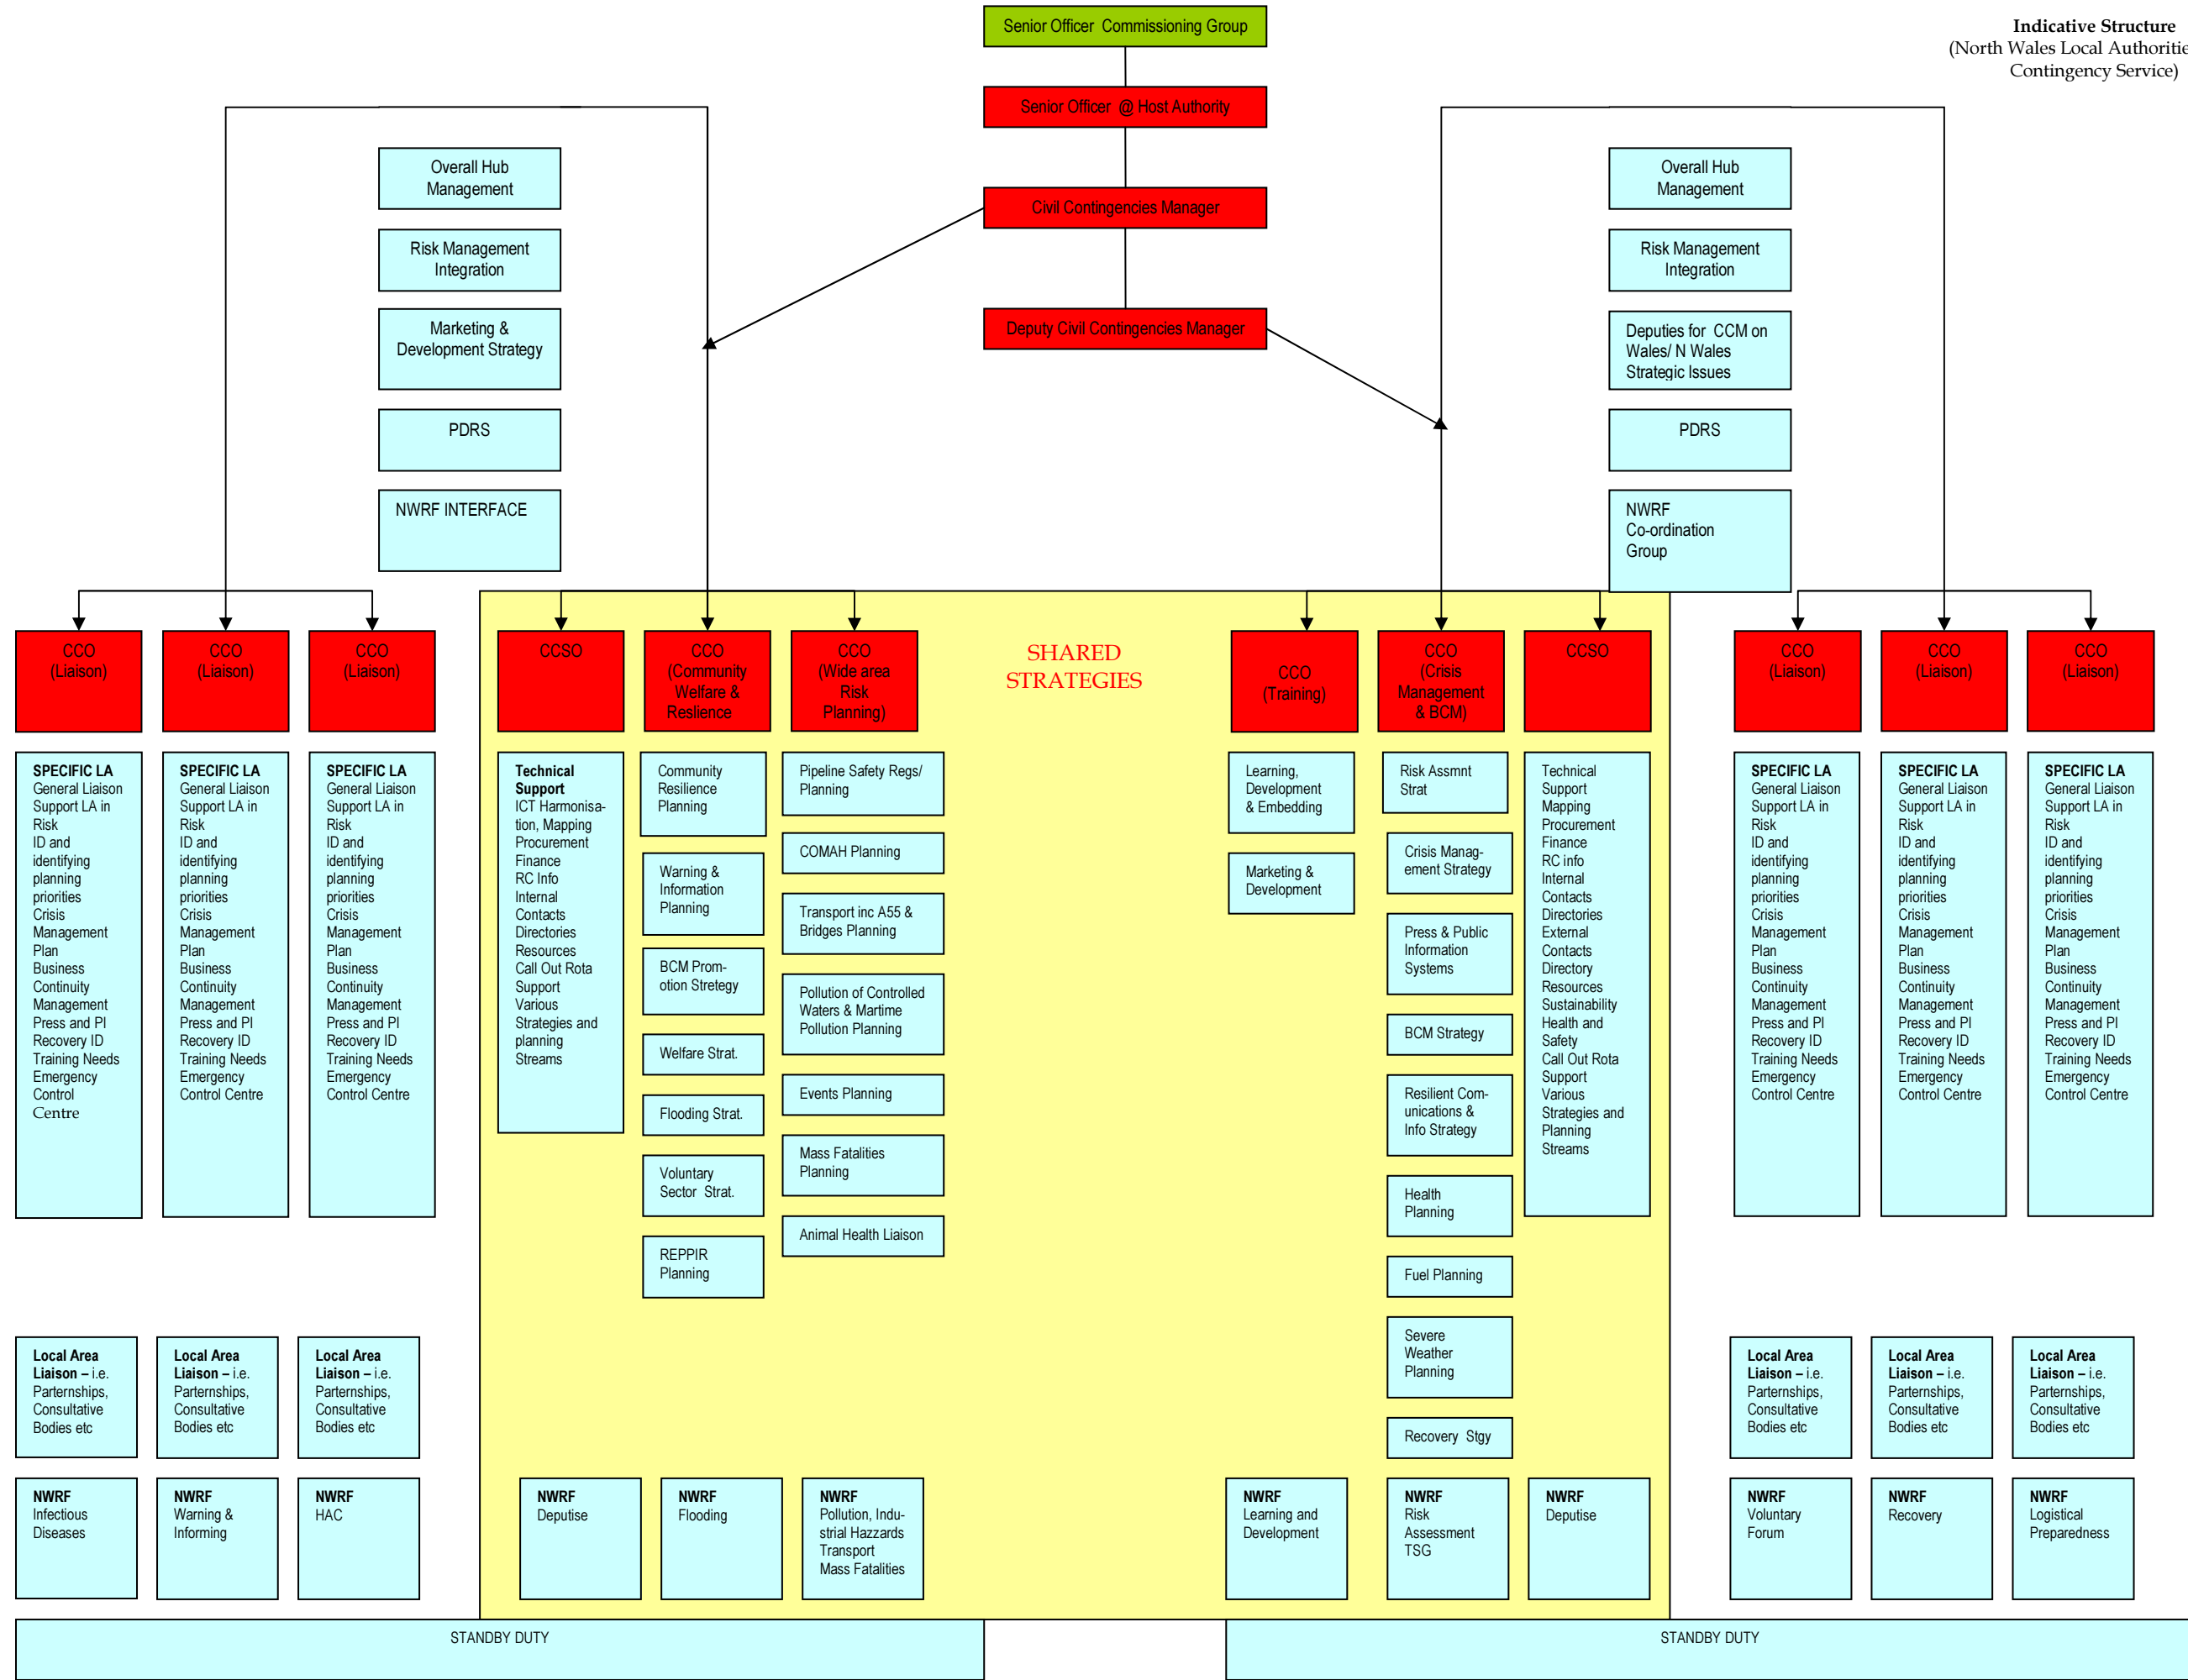 Senior Officer  Commissioning Group
Indicative Structure
(North Wales Local Authoritie
Contingency Service)
Senior Officer  @ Host Authority
Civil Contingencies Manager
Deputy Civil Contingencies Manager
Overall Hub
Management
Risk Management
Integration
Marketing &
Development Strategy
PDRS
NWRF INTERFACE
Overall Hub
Management
Risk Management
Integration
Deputies for  CCM on
Wales/ N Wales
Strategic Issues
PDRS
NWRF
Co-ordination
Group
CCO
(Liaison)
CCO
(Liaison)
CCO
(Liaison)
CCSO
CCO
(Community
Welfare &
Reslience
CCO
(Wide area
Risk
Planning)
SHARED
STRATEGIES
CCO
(Training)
CCO
(Crisis
Management
& BCM)
CCSO
CCO
(Liaison)
CCO
(Liaison)
CCO
(Liaison)
SPECIFIC LA
General Liaison
Support LA in
Risk
ID and
identifying
planning
priorities
Crisis
Management
Plan
Business
Continuity
Management
Press and PI
Recovery ID
Training Needs
Emergency
Control
Centre
SPECIFIC LA
General Liaison
Support LA in
Risk
ID and
identifying
planning
priorities
Crisis
Management
Plan
Business
Continuity
Management
Press and PI
Recovery ID
Training Needs
Emergency
Control Centre
SPECIFIC LA
General Liaison
Support LA in
Risk
ID and
identifying
planning
priorities
Crisis
Management
Plan
Business
Continuity
Management
Press and PI
Recovery ID
Training Needs
Emergency
Control Centre
Technical
Support
ICT Harmonisa-
tion, Mapping
Procurement
Finance
RC Info
Internal
Contacts
Directories
Resources
Call Out Rota
Support
Various
Strategies and
planning
Streams
Community
Resilience
Planning
Warning &
Information
Planning
BCM Prom-
otion Stretegy
Welfare Strat.
Flooding Strat.
Voluntary
Sector  Strat.
REPPIR
Planning
Pipeline Safety Regs/
Planning
COMAH Planning
Transport inc A55 &
Bridges Planning
Pollution of Controlled
Waters & Martime
Pollution Planning
Events Planning
Mass Fatalities
Planning
Animal Health Liaison
Learning,
Development
& Embedding
Marketing &
Development
Risk Assmnt
Strat
Crisis Manag-
ement Strategy
Press & Public
Information
Systems
BCM Strategy
Resilient Com-
unications &
Info Strategy
Health
Planning
Fuel Planning
Severe
Weather
Planning
Recovery  Stgy
Technical
Support
Mapping
Procurement
Finance
RC info
Internal
Contacts
Directories
External
Contacts
Directory
Resources
Sustainability
Health and
Safety
Call Out Rota
Support
Various
Strategies and
Planning
Streams
SPECIFIC LA
General Liaison
Support LA in
Risk
ID and
identifying
planning
priorities
Crisis
Management
Plan
Business
Continuity
Management
Press and PI
Recovery ID
Training Needs
Emergency
Control Centre
SPECIFIC LA
General Liaison
Support LA in
Risk
ID and
identifying
planning
priorities
Crisis
Management
Plan
Business
Continuity
Management
Press and PI
Recovery ID
Training Needs
Emergency
Control Centre
SPECIFIC LA
General Liaison
Support LA in
Risk
ID and
identifying
planning
priorities
Crisis
Management
Plan
Business
Continuity
Management
Press and PI
Recovery ID
Training Needs
Emergency
Control Centre
Local Area
Liaison – i.e.
Parternships,
Consultative
Bodies etc
Local Area
Liaison – i.e.
Parternships,
Consultative
Bodies etc
Local Area
Liaison – i.e.
Parternships,
Consultative
Bodies etc
Local Area
Liaison – i.e.
Parternships,
Consultative
Bodies etc
Local Area
Liaison – i.e.
Parternships,
Consultative
Bodies etc
Local Area
Liaison – i.e.
Parternships,
Consultative
Bodies etc
NWRF
Infectious
Diseases
NWRF
Warning &
Informing
NWRF
HAC
NWRF
Deputise
NWRF
Flooding
NWRF
Pollution, Indu-
strial Hazzards
Transport
Mass Fatalities
NWRF
Learning and
Development
NWRF
Risk
Assessment
TSG
NWRF
Deputise
NWRF
Voluntary
Forum
NWRF
Recovery
NWRF
Logistical
Preparedness
STANDBY DUTY
STANDBY DUTY